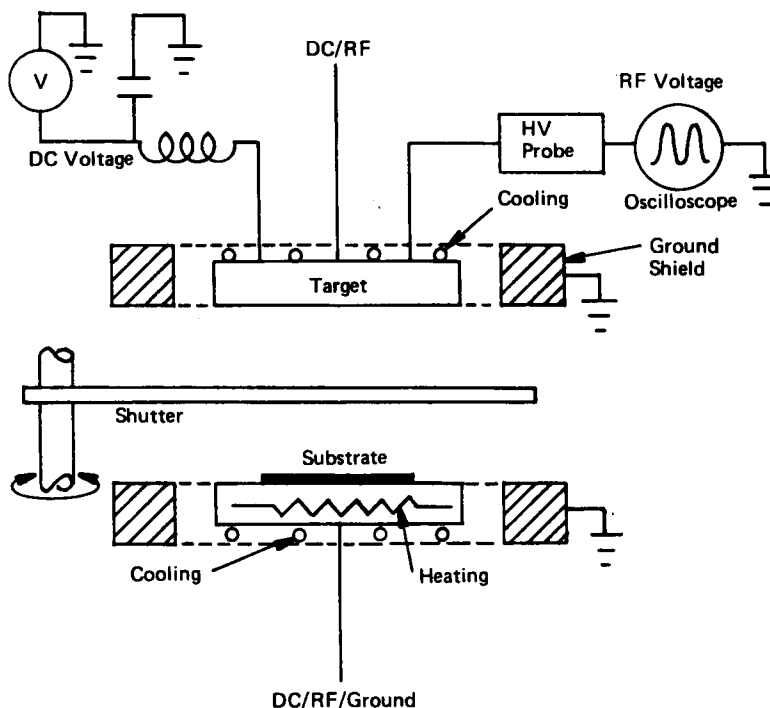 DC/RF
RF Voltage
V
HV
Probe
DC Voltage
Oscilloscope
Cooling
Ground
Shield
Target
Shutter
Substrate
Cooling
Heating
DC/RF/Ground